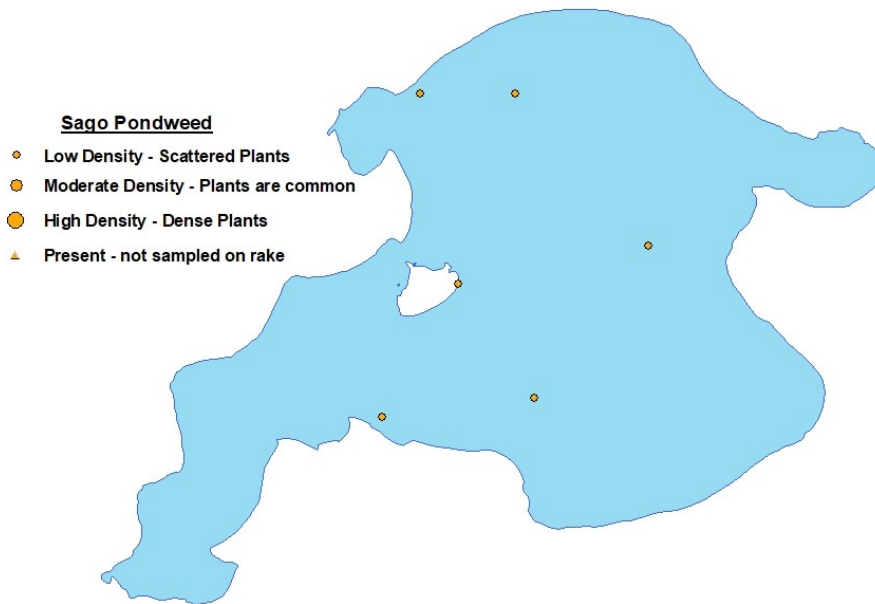 Sago Pondweed
Low Density - Scattered Plants
Moderate Density - Plants are common
High Density - Dense Plants
Present - not sampled on rake